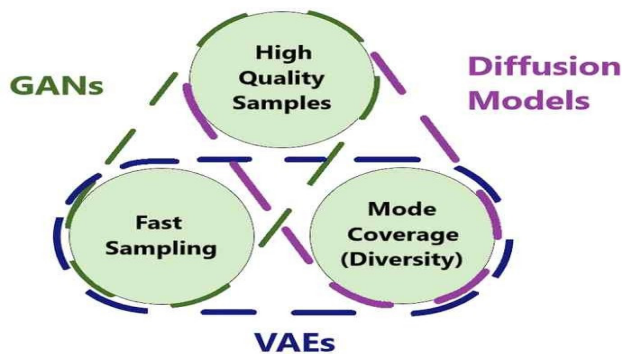 High
Quality
Samples
GANs
Diffusion
Models
Fast
Sampling
Mode
Coverage
(Diversity)
VAEs